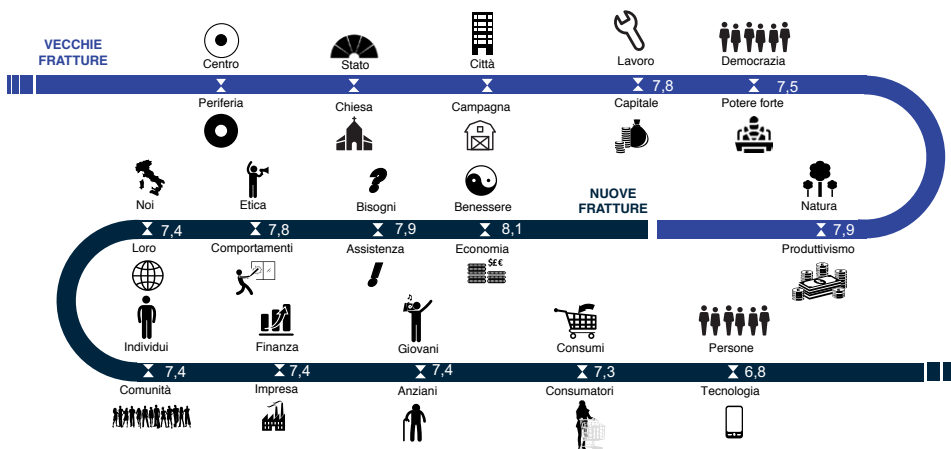 VECCHIE
FRATTURE
Centro
Stato
Città
Lavoro
Democrazia
7,8
7,5
Periferia
Chiesa
Campagna
Capitale
Potere forte
Noi
Etica
Bisogni
Benessere
NUOVE
FRATTURE
Natura
7,4
7,8
7,9
8,1
7,9
Loro
Comportamenti
Assistenza
Economia
Produttivismo
$£€
Individui
Finanza
Giovani
Consumi
Persone
7,4
7,4
7,4
7,3
6,8
Comunità
Impresa
Anziani
Consumatori
Tecnologia